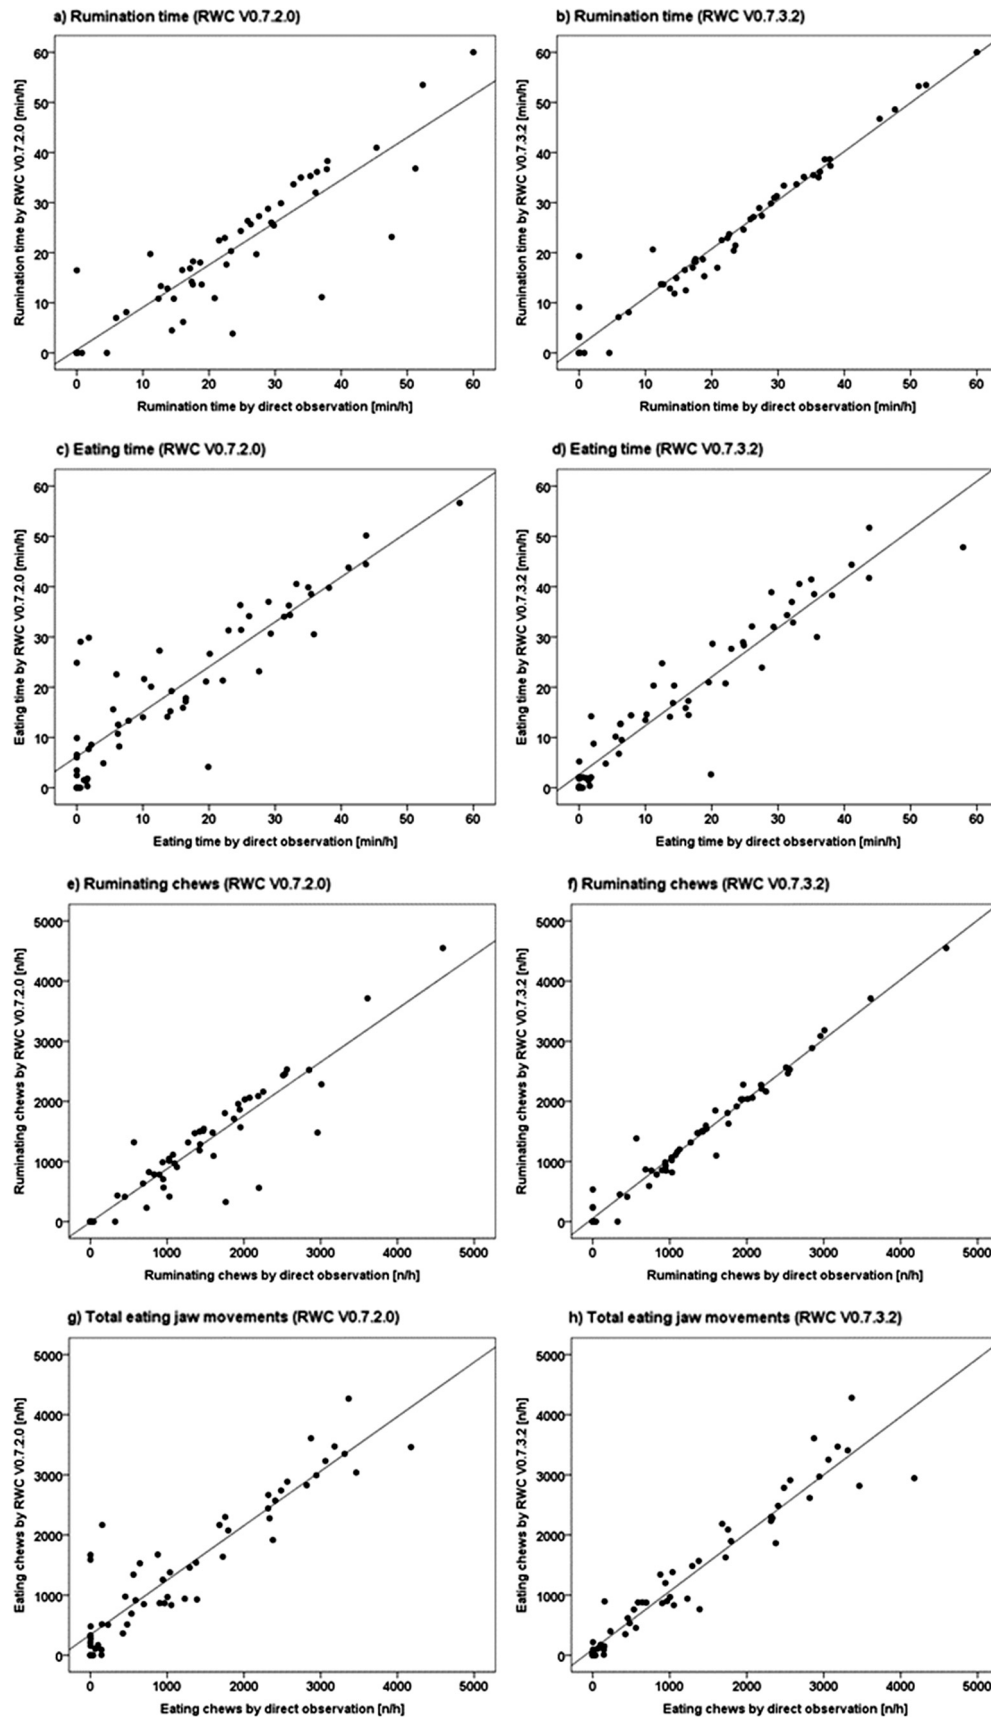 a) Rumination time (RWC V0.7.2.0)
Rumination time by RWC V0.7.2.0 [min/h]
60
50
40
30
20
10
0
0 10 20 30 40 50 60
Rumination time by direct observation [min/h]
b) Rumination time (RWC V0.7.3.2)
Rumination time by RWC V0.7.3.2 [min/h]
60
50
40
30
20
10
0
0 10 20 30 40 50 60
Rumination time by direct observation [min/h]
c) Eating time (RWC V0.7.2.0)
Eating time by RWC V0.7.2.0 [min/h]
60
50
40
30
20
10
0
0 10 20 30 40 50 60
Eating time by direct observation [min/h]
d) Eating time (RWC V0.7.3.2)
Eating time by RWC V0.7.3.2 [min/h]
60
50
40
30
20
10
0
0 10 20 30 40 50 60
Eating time by direct observation [min/h]
e) Ruminating chews (RWC V0.7.2.0)
Ruminating chews by RWC V0.7.2.0 [n/h]
5000
4000
3000
2000
1000
0
0 1000 2000 3000 4000 5000
Ruminating chews by direct observation [n/h]
f) Ruminating chews (RWC V0.7.3.2)
Ruminating chews by RWC V0.7.3.2 [n/h]
5000
4000
3000
2000
1000
0
0 1000 2000 3000 4000 5000
Ruminating chews by direct observation [n/h]
g) Total eating jaw movements (RWC V0.7.2.0)
Eating chews by RWC V0.7.2.0 [n/h]
5000
4000
3000
2000
1000
0
0 1000 2000 3000 4000 5000
Eating chews by direct observation [n/h]
h) Total eating jaw movements (RWC V0.7.3.2)
Eating chews by RWC V0.7.3.2 [n/h]
5000
4000
3000
2000
1000
0
0 1000 2000 3000 4000 5000
Eating chews by direct observation [n/h]